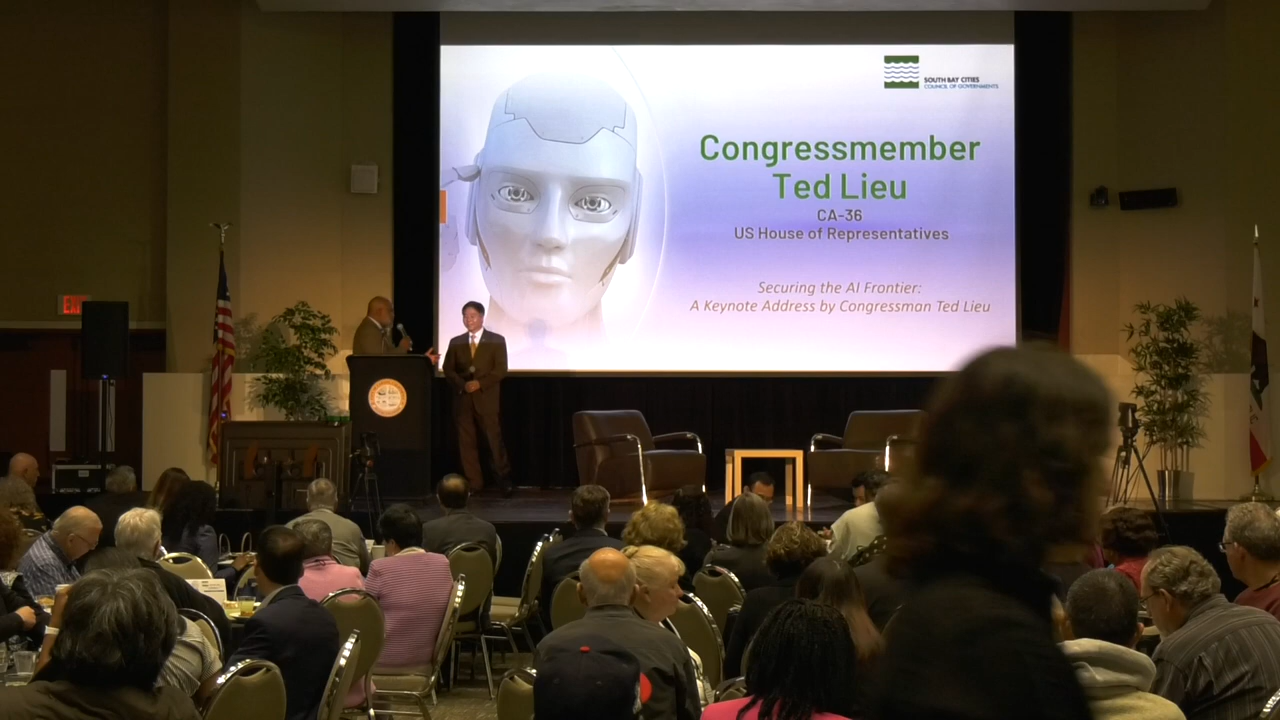 SOUTH BAY CITIES
COUNCIL OF GOVERNMENTS
Congressmember
Ted Lieu
CA-36
US House of Representatives
Securing the AI Frontier:
A Keynote Address by Congressman Ted Lieu
EXIT